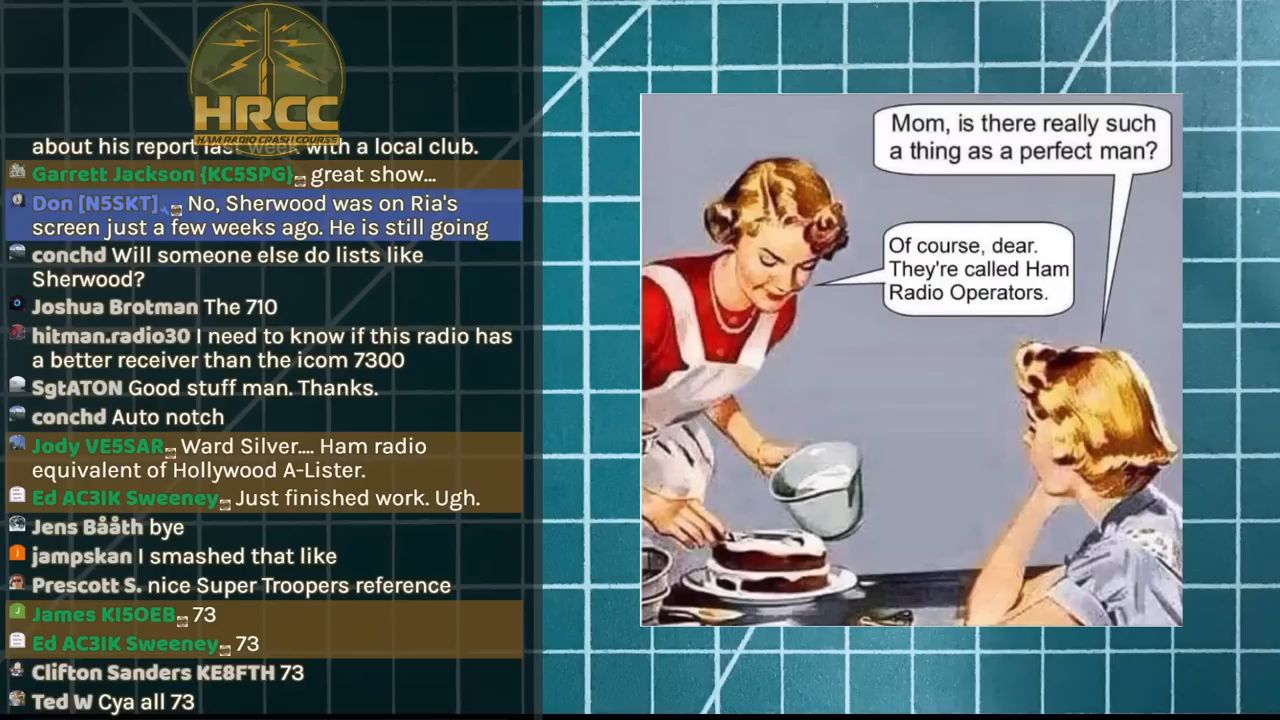 HRCC
HAM RADIO CRASH COURSE
about his report last week with a local club.
Garrett Jackson {KC5SPG} great show...
Don [N5SKT] No, Sherwood was on Ria's
screen just a few weeks ago. He is still going
conchd Will someone else do lists like
Sherwood?
Joshua Brotman The 710
hitman.radio30 I need to know if this radio has
a better receiver than the icom 7300
SgtATON Good stuff man. Thanks.
conchd Auto notch
Jody VE5SAR Ward Silver.... Ham radio
equivalent of Hollywood A-Lister.
Ed AC3IK Sweeney Just finished work. Ugh.
Jens Bååth bye
jampskan I smashed that like
Prescott S. nice Super Troopers reference
James KI5OEB 73
Ed AC3IK Sweeney 73
Clifton Sanders KE8FTH 73
Ted W Cya all 73
Mom, is there really such
a thing as a perfect man?
Of course, dear.
They're called Ham
Radio Operators.